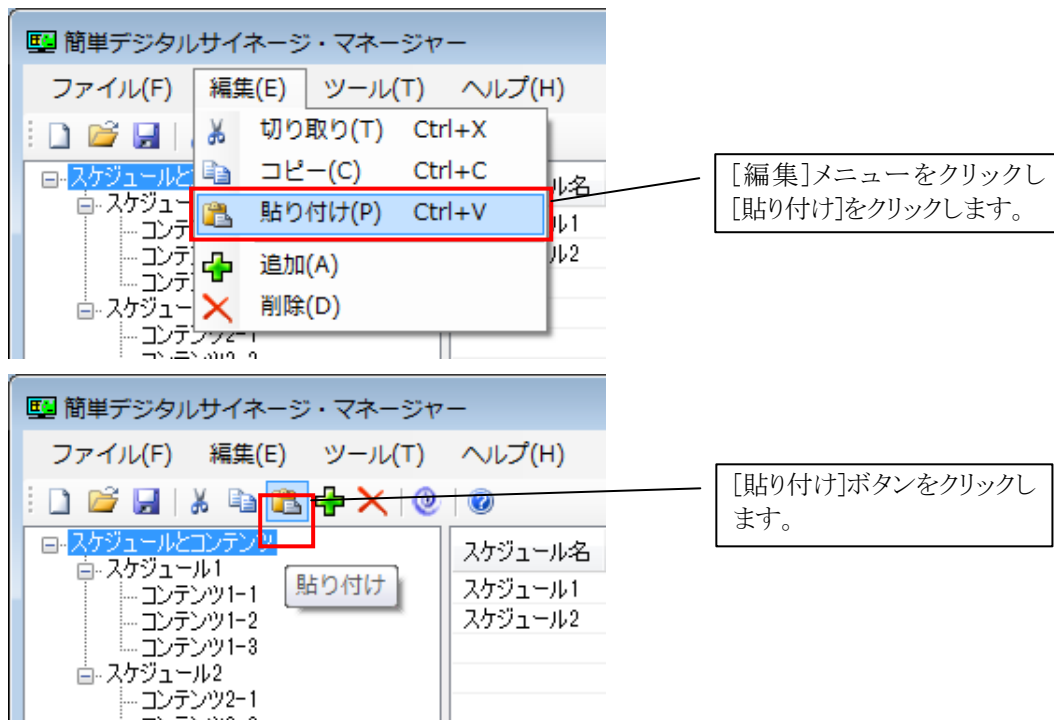 簡単デジタルサイネージ・マネージャー
ファイル(F) 編集(E) ツール(T) ヘルプ(H)
切り取り(T) Ctrl+X
コピー(C) Ctrl+C
貼り付け(P) Ctrl+V
追加(A)
削除(D)
スケジュールと
スケジュー
コンテ
コンテ
コンテ
スケジュー
コンテンツ2-1
ル名
ル1
ル2
[編集]メニューをクリックし
[貼り付け]をクリックします。
簡単デジタルサイネージ・マネージャー
ファイル(F) 編集(E) ツール(T) ヘルプ(H)
スケジュールとコンテンツ
スケジュール1
コンテンツ1-1
コンテンツ1-2
コンテンツ1-3
スケジュール2
コンテンツ2-1
貼り付け
スケジュール名
スケジュール1
スケジュール2
[貼り付け]ボタンをクリックし
ます。